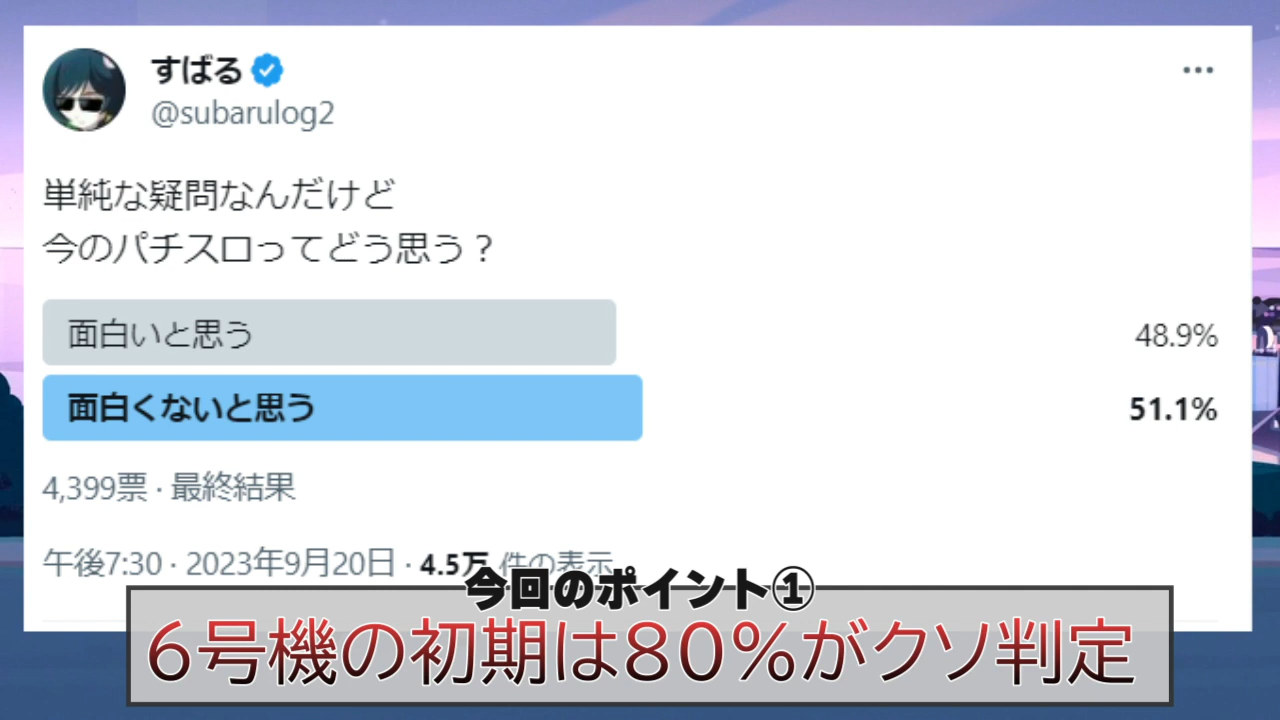 すばる
@subarulog2
単純な疑問なんだけど
今のパチスロってどう思う？
面白いと思う 48.9%
面白くないと思う 51.1%
4,399票 · 最終結果
午後7:30 · 2023年9月20日 · 4.5万 件の表示
今回のポイント①
6号機の初期は80%がクソ判定